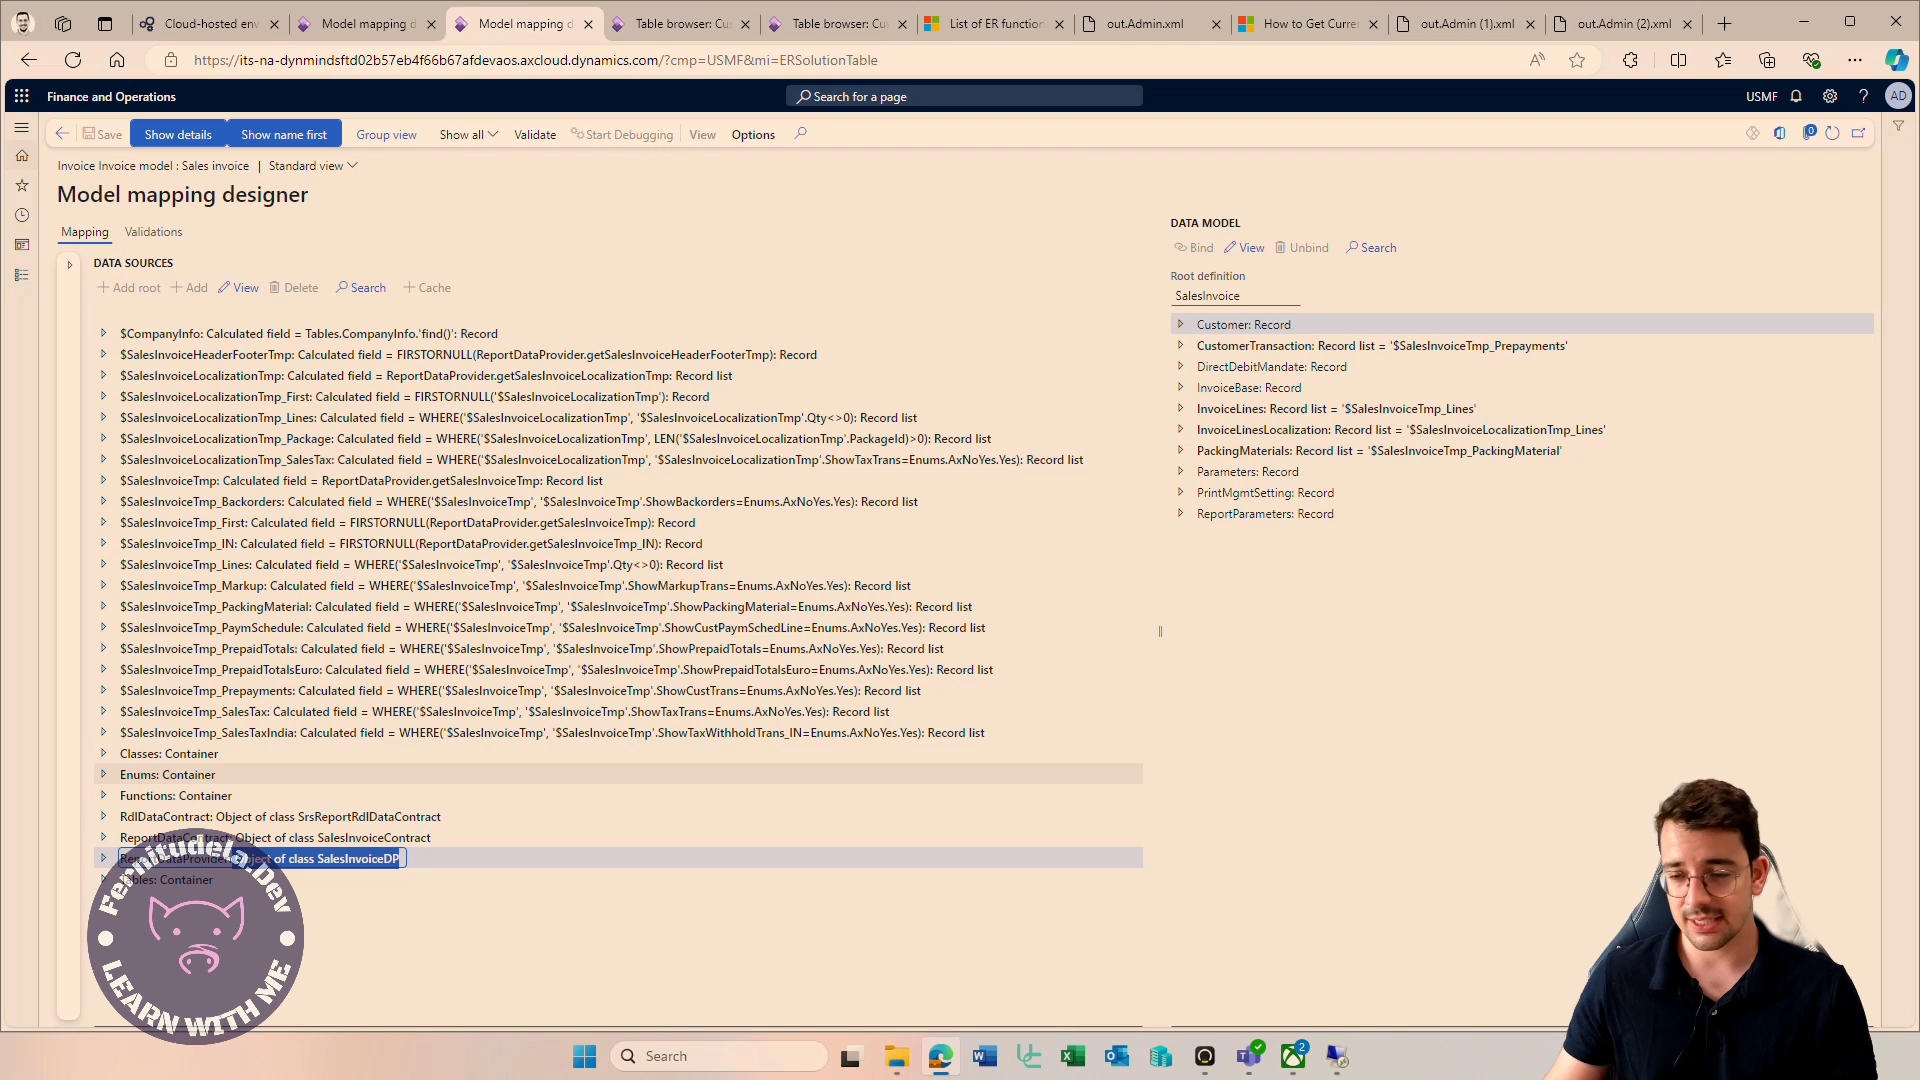 Cloud-hosted env
Model mapping d
Model mapping d
Table browser: Cu
Table browser: Cu
List of ER function
out.Admin.xml
How to Get Curre
out.Admin (1).xml
out.Admin (2).xml
https://its-na-dynmindsftd02b57eb4f66b67afdevaos.axcloud.dynamics.com/?cmp=USMF&mi=ERSolutionTable
Finance and Operations
Search for a page
USMF
AD
Save
Show details
Show name first
Group view
Show all
Validate
Start Debugging
View
Options
0
Invoice Invoice model : Sales invoice | Standard view
Model mapping designer
Mapping
Validations
DATA SOURCES
Add root
Add
View
Delete
Search
Cache
$CompanyInfo: Calculated field = Tables.CompanyInfo.'find()': Record
$SalesInvoiceHeaderFooterTmp: Calculated field = FIRSTORNULL(ReportDataProvider.getSalesInvoiceHeaderFooterTmp): Record
$SalesInvoiceLocalizationTmp: Calculated field = ReportDataProvider.getSalesInvoiceLocalizationTmp: Record list
$SalesInvoiceLocalizationTmp_First: Calculated field = FIRSTORNULL('$SalesInvoiceLocalizationTmp'): Record
$SalesInvoiceLocalizationTmp_Lines: Calculated field = WHERE('$SalesInvoiceLocalizationTmp', '$SalesInvoiceLocalizationTmp'.Qty<>0): Record list
$SalesInvoiceLocalizationTmp_Package: Calculated field = WHERE('$SalesInvoiceLocalizationTmp', LEN('$SalesInvoiceLocalizationTmp'.PackageId)>0): Record list
$SalesInvoiceLocalizationTmp_SalesTax: Calculated field = WHERE('$SalesInvoiceLocalizationTmp', '$SalesInvoiceLocalizationTmp'.ShowTaxTrans=Enums.AxNoYes.Yes): Record list
$SalesInvoiceTmp: Calculated field = ReportDataProvider.getSalesInvoiceTmp: Record list
$SalesInvoiceTmp_Backorders: Calculated field = WHERE('$SalesInvoiceTmp', '$SalesInvoiceTmp'.ShowBackorders=Enums.AxNoYes.Yes): Record list
$SalesInvoiceTmp_First: Calculated field = FIRSTORNULL(ReportDataProvider.getSalesInvoiceTmp): Record
$SalesInvoiceTmp_IN: Calculated field = FIRSTORNULL(ReportDataProvider.getSalesInvoiceTmp_IN): Record
$SalesInvoiceTmp_Lines: Calculated field = WHERE('$SalesInvoiceTmp', '$SalesInvoiceTmp'.Qty<>0): Record list
$SalesInvoiceTmp_Markup: Calculated field = WHERE('$SalesInvoiceTmp', '$SalesInvoiceTmp'.ShowMarkupTrans=Enums.AxNoYes.Yes): Record list
$SalesInvoiceTmp_PackingMaterial: Calculated field = WHERE('$SalesInvoiceTmp', '$SalesInvoiceTmp'.ShowPackingMaterial=Enums.AxNoYes.Yes): Record list
$SalesInvoiceTmp_PaymSchedule: Calculated field = WHERE('$SalesInvoiceTmp', '$SalesInvoiceTmp'.ShowCustPaymSchedLine=Enums.AxNoYes.Yes): Record list
$SalesInvoiceTmp_PrepaidTotals: Calculated field = WHERE('$SalesInvoiceTmp', '$SalesInvoiceTmp'.ShowPrepaidTotals=Enums.AxNoYes.Yes): Record list
$SalesInvoiceTmp_PrepaidTotalsEuro: Calculated field = WHERE('$SalesInvoiceTmp', '$SalesInvoiceTmp'.ShowPrepaidTotalsEuro=Enums.AxNoYes.Yes): Record list
$SalesInvoiceTmp_Prepayments: Calculated field = WHERE('$SalesInvoiceTmp', '$SalesInvoiceTmp'.ShowCustTrans=Enums.AxNoYes.Yes): Record list
$SalesInvoiceTmp_SalesTax: Calculated field = WHERE('$SalesInvoiceTmp', '$SalesInvoiceTmp'.ShowTaxTrans=Enums.AxNoYes.Yes): Record list
$SalesInvoiceTmp_SalesTaxIndia: Calculated field = WHERE('$SalesInvoiceTmp', '$SalesInvoiceTmp'.ShowTaxWithholdTrans_IN=Enums.AxNoYes.Yes): Record list
Classes: Container
Enums: Container
Functions: Container
RdlDataContract: Object of class SrsReportRdlDataContract
ReportDataContract: Object of class SalesInvoiceContract
ReportDataProvider: Object of class SalesInvoiceDP
Tables: Container
DATA MODEL
Bind
View
Unbind
Search
Root definition
SalesInvoice
Customer: Record
CustomerTransaction: Record list = '$SalesInvoiceTmp_Prepayments'
DirectDebitMandate: Record
InvoiceBase: Record
InvoiceLines: Record list = '$SalesInvoiceTmp_Lines'
InvoiceLinesLocalization: Record list = '$SalesInvoiceLocalizationTmp_Lines'
PackingMaterials: Record list = '$SalesInvoiceTmp_PackingMaterial'
Parameters: Record
PrintMgmtSetting: Record
ReportParameters: Record
Fernitudela.Dev
LEARN WITH ME
Search
2